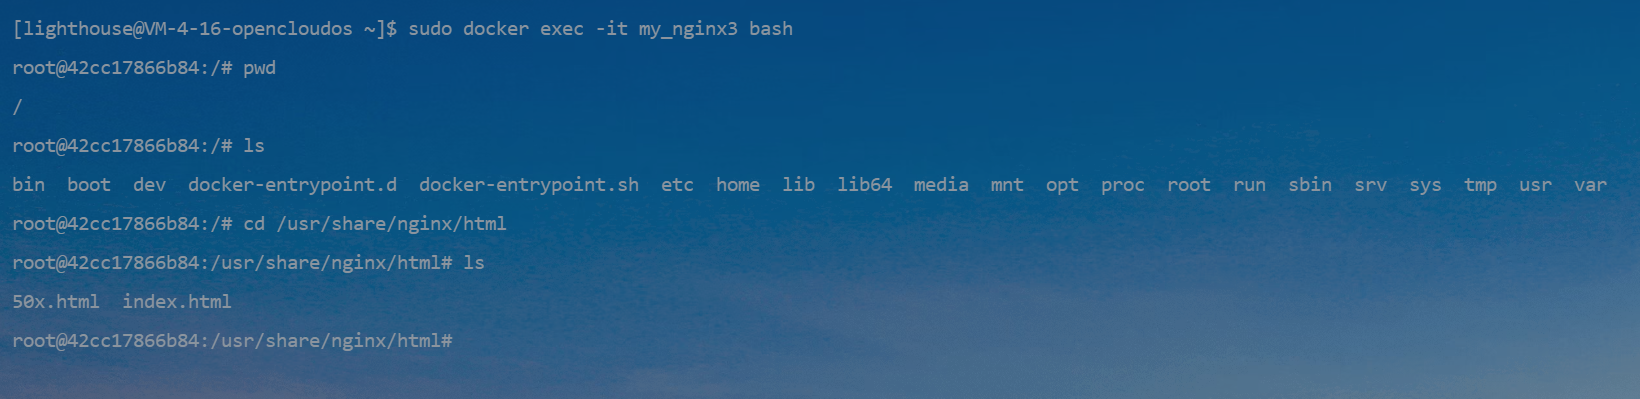 [lighthouse@VM-4-16-opencloudos ~]$ sudo docker exec -it my_nginx3 bash
root@42cc17866b84:/# pwd
/
root@42cc17866b84:/# ls
bin  boot  dev  docker-entrypoint.d  docker-entrypoint.sh  etc  home  lib  lib64  media  mnt  opt  proc  root  run  sbin  srv  sys  tmp  usr  var
root@42cc17866b84:/# cd /usr/share/nginx/html
root@42cc17866b84:/usr/share/nginx/html# ls
50x.html  index.html
root@42cc17866b84:/usr/share/nginx/html#